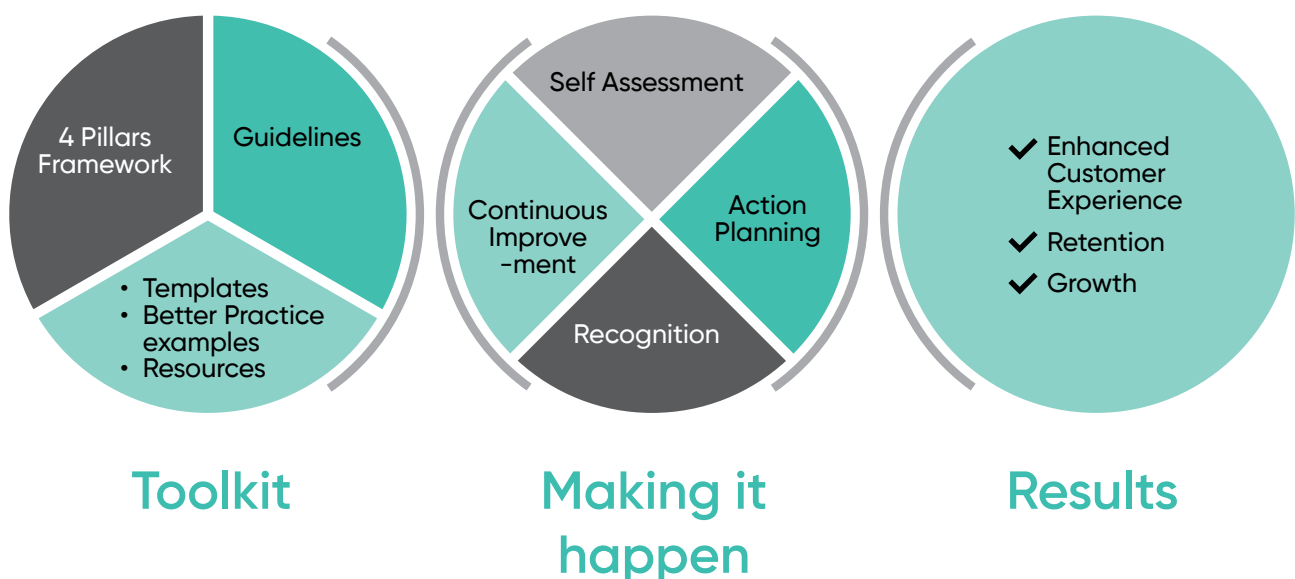 4 Pillars
Framework
Guidelines
• Templates
• Better Practice
examples
• Resources
Toolkit
Self Assessment
Continuous
Improve
-ment
Action
Planning
Recognition
Making it
happen
Enhanced
Customer
Experience
Retention
Growth
Results